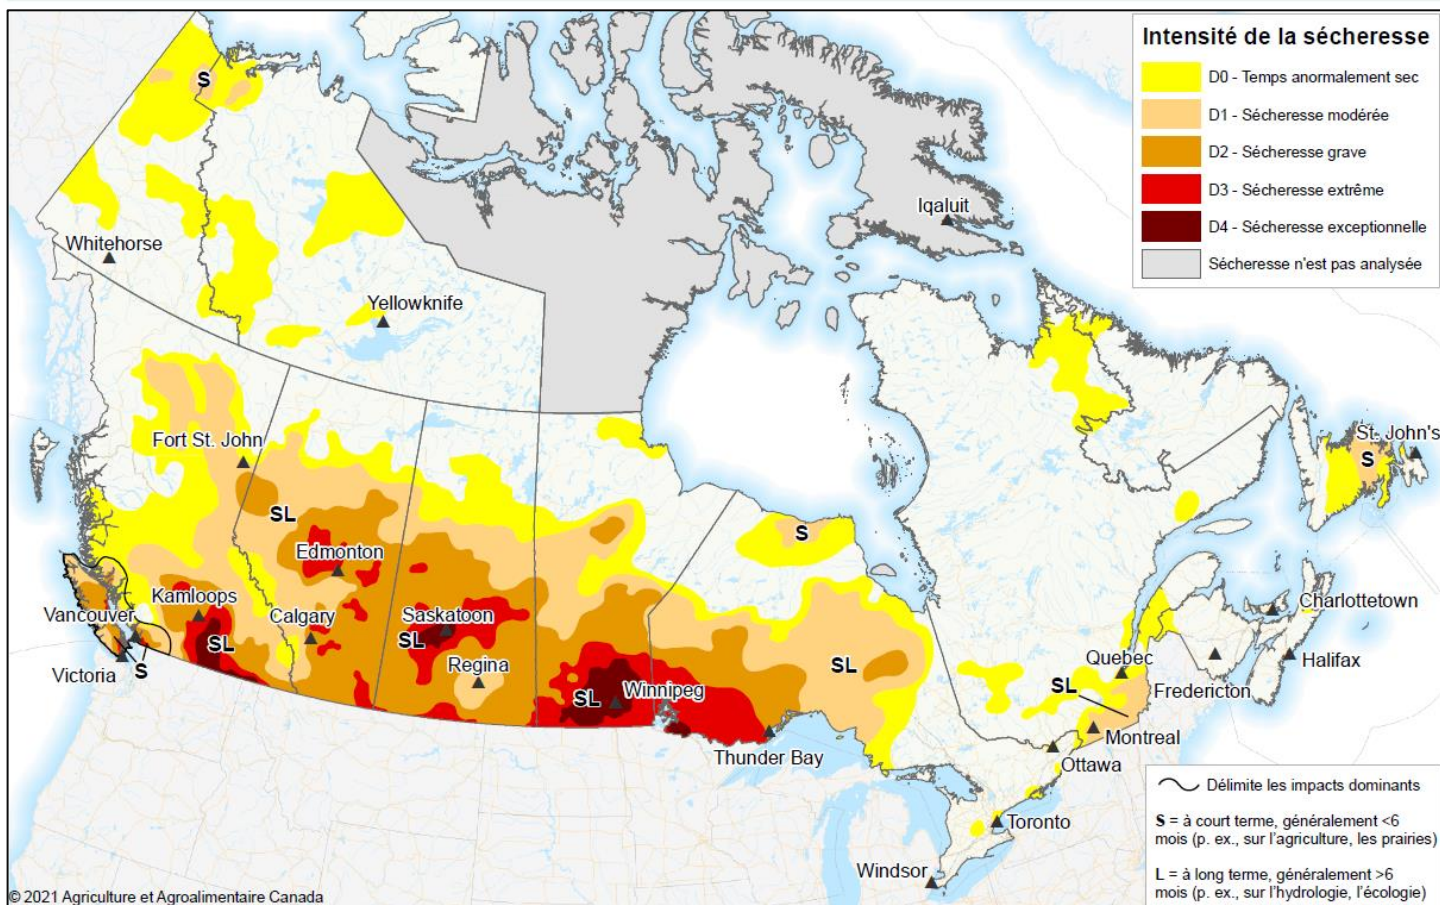 Intensité de la sécheresse
D0 - Temps anormalement sec
D1 - Sécheresse modérée
D2 - Sécheresse grave
D3 - Sécheresse extrême
D4 - Sécheresse exceptionnelle
Sécheresse n'est pas analysée
S
Iqaluit
Whitehorse
Yellowknife
Fort St. John
St. John's
S
SL
S
Edmonton
Kamloops
Vancouver
Calgary
Saskatoon
SL
SL
Charlottetown
Regina
SL
Quebec
Halifax
Victoria
S
SL
Winnipeg
SL
Fredericton
Thunder Bay
Montreal
Ottawa
Toronto
Windsor
Délimite les impacts dominants
S = à court terme, généralement <6
mois (p. ex., sur l'agriculture, les prairies)
L = à long terme, généralement >6
mois (p. ex., sur l'hydrologie, l'écologie)
© 2021 Agriculture et Agroalimentaire Canada